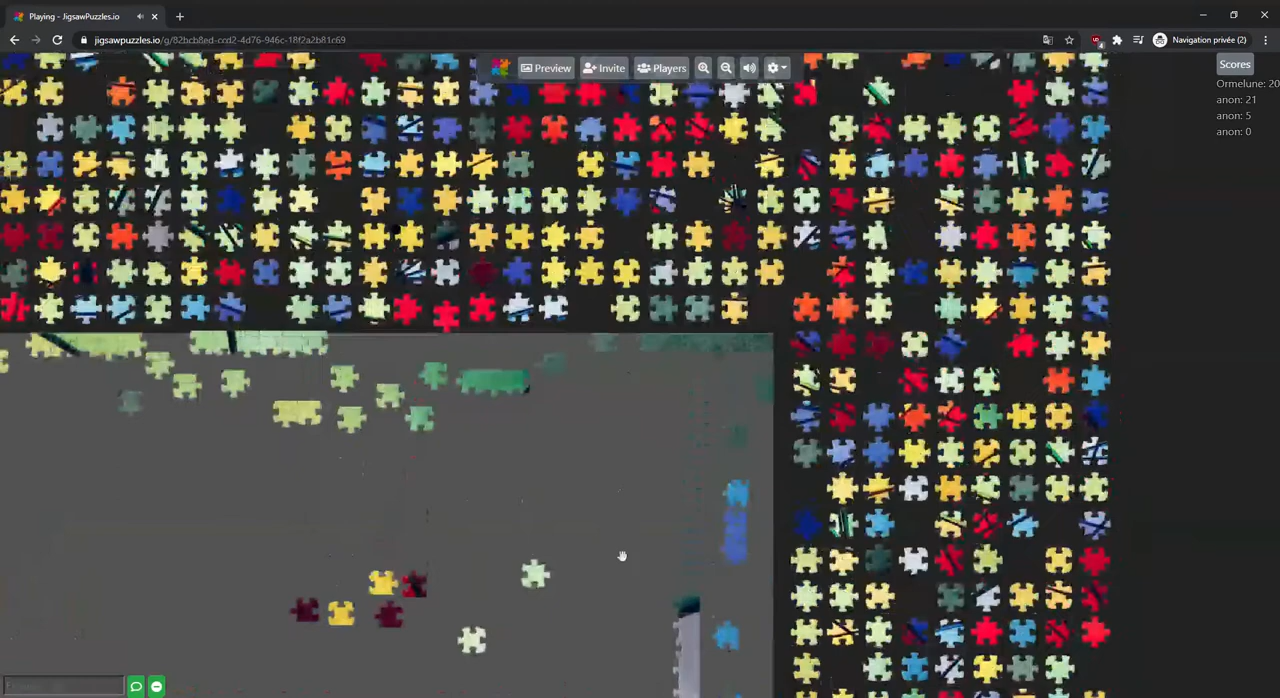 Playing - JigsawPuzzles.io
jigsawpuzzles.io/g/82bcb8ed-ccd2-4d76-946c-18f2a2b81c69
Navigation privée (2)
Preview
Invite
Players
Scores
Ormelune: 20
anon: 21
anon: 5
anon: 0